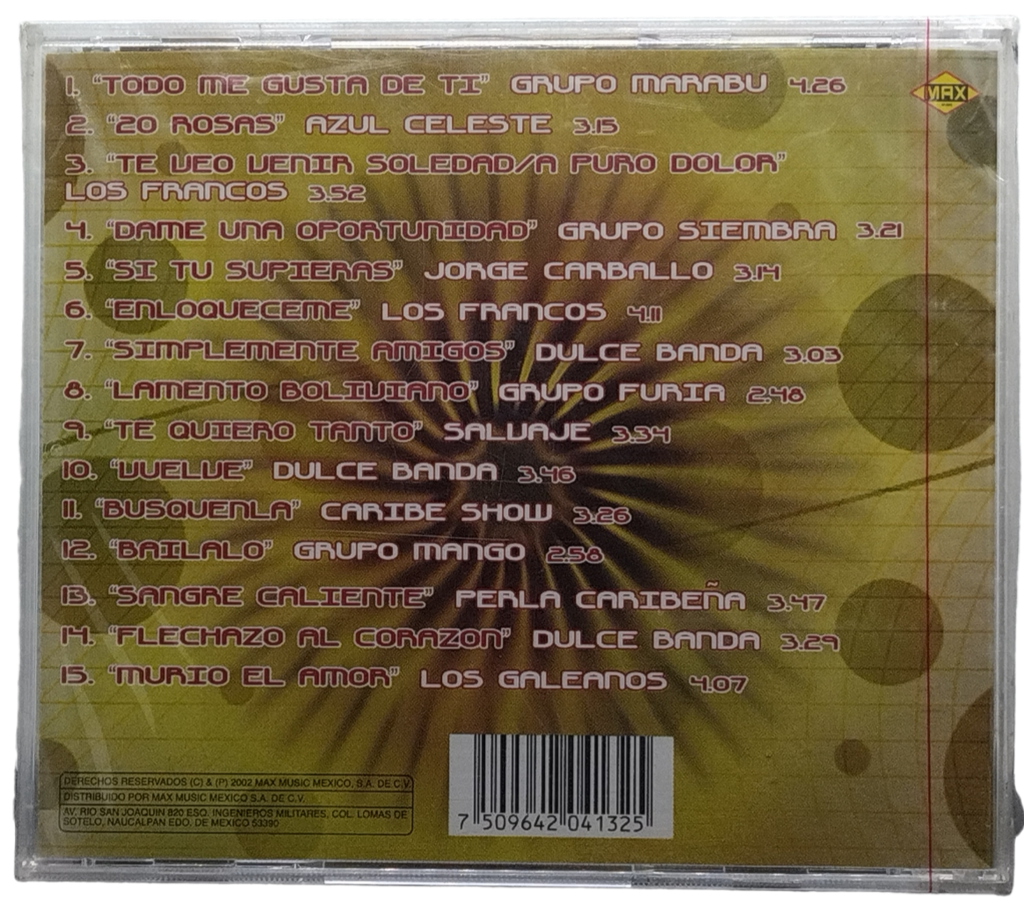 1. "TODO ME GUSTA DE TI" GRUPO MARABU 4.26
MAX
2. "20 ROSAS" AZUL CELESTE 3.15
3. "TE VEO VENIR SOLEDAD/A PURO DOLOR"
LOS FRANCOS 3.52
4. "DAME UNA OPORTUNIDAD" GRUPO SIEMBRA 3.21
5. "SI TU SUPIERAS" JORGE CARBALLO 3.14
6. "ENLOQUECEME" LOS FRANCOS 4.11
7. "SIMPLEMENTE AMIGOS" DULCE BANDA 3.03
8. "LAMENTO BOLIVIANO" GRUPO FURIA 2.48
9. "TE QUIERO TANTO" SALVAJE 3.34
10. "VUELVE" DULCE BANDA 3.46
11. "BUSQUENLA" CARIBE SHOW 3.26
12. "BAILALO" GRUPO MANGO 2.58
13. "SANGRE CALIENTE" PERLA CARIBEÑA 3.47
14. "FLECHAZO AL CORAZON" DULCE BANDA 3.29
15. "MURIO EL AMOR" LOS GALEANOS 4.07
DERECHOS RESERVADOS (C) & (P) 2002 MAX MUSIC MEXICO, S.A. DE C.V.
DISTRIBUIDO POR MAX MUSIC MEXICO S.A. DE C.V.
AV. RIO SAN JOAQUIN 820 ESQ. INGENIEROS MILITARES, COL. LOMAS DE
SOTELO, NAUCALPAN EDO. DE MEXICO 53390
7 509642 041325